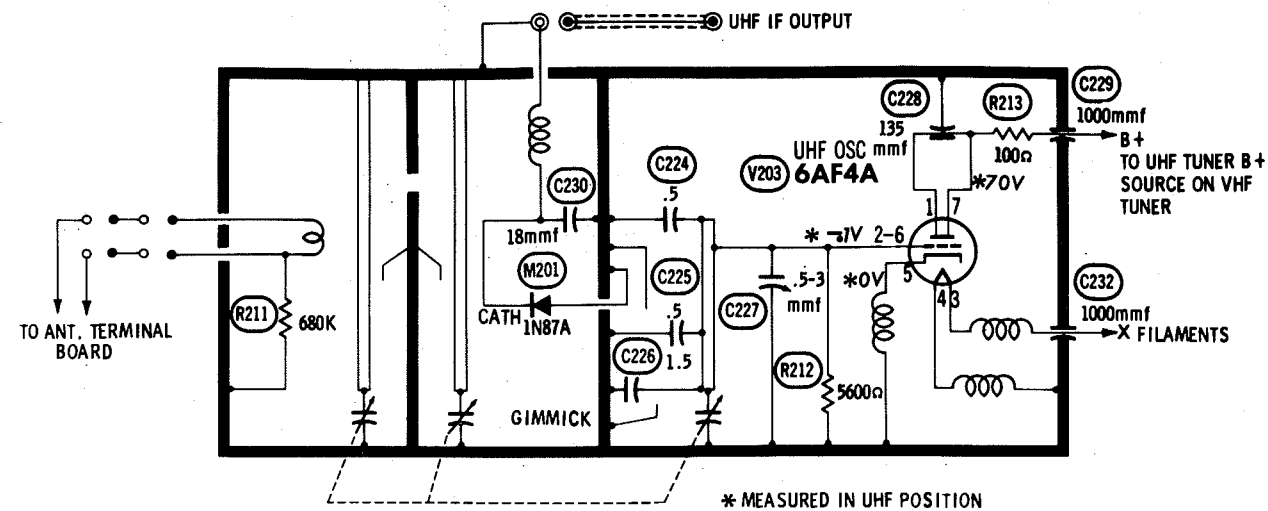 UHF IF OUTPUT
C229
1000mmf
C228
135
mmf
R213
100Ω
B+
TO UHF TUNER B+
SOURCE ON VHF
TUNER
UHF OSC
V203
6AF4A
*70V
1 7
C224
.5
C230
18mmf
* -.1V
2-6
5
*0V
4 3
M201
CATH
1N87A
C225
.5
C227
.5-3
mmf
C232
1000mmf
X FILAMENTS
R211
680K
TO ANT. TERMINAL
BOARD
C226
1.5
R212
5600Ω
GIMMICK
* MEASURED IN UHF POSITION